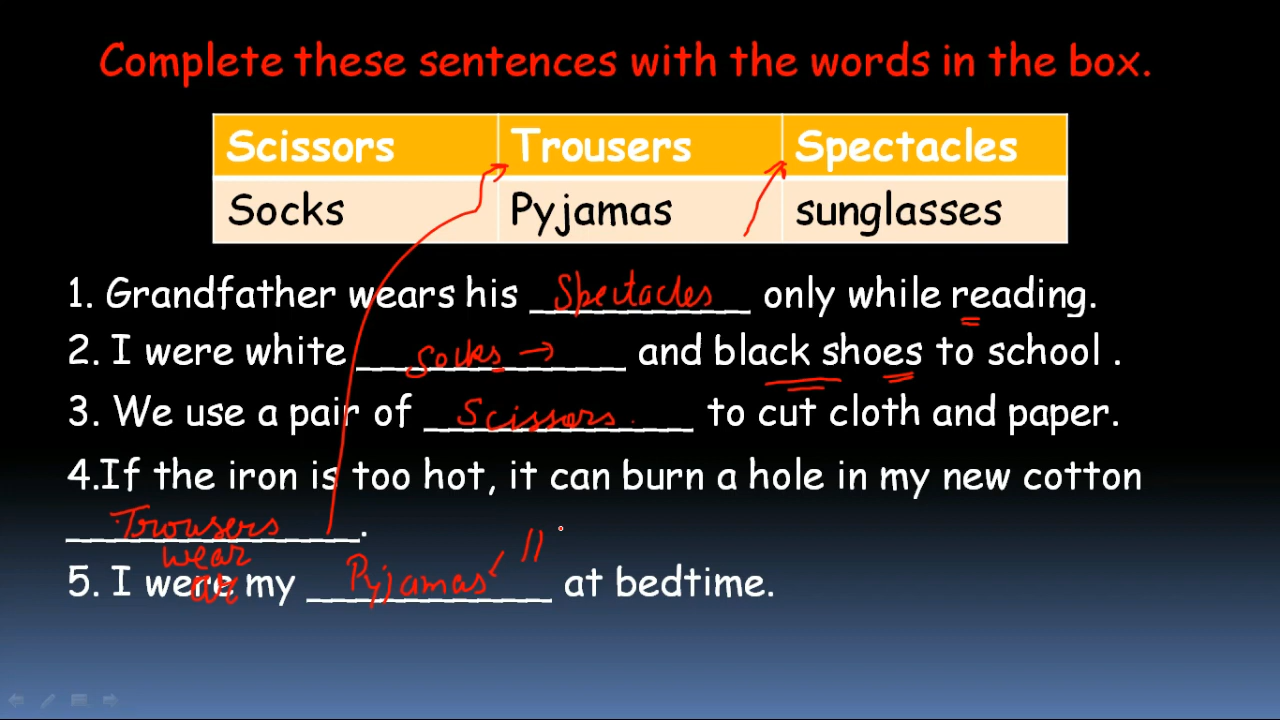 Complete these sentences with the words in the box.
Scissors Trousers Spectacles
Socks Pyjamas sunglasses
1. Grandfather wears his Spectacles only while reading.
2. I were white Socks and black shoes to school .
3. We use a pair of Scissors. to cut cloth and paper.
4.If the iron is too hot, it can burn a hole in my new cotton
Trousers.
wear
5. I were my Pyjamas at bedtime.
ar